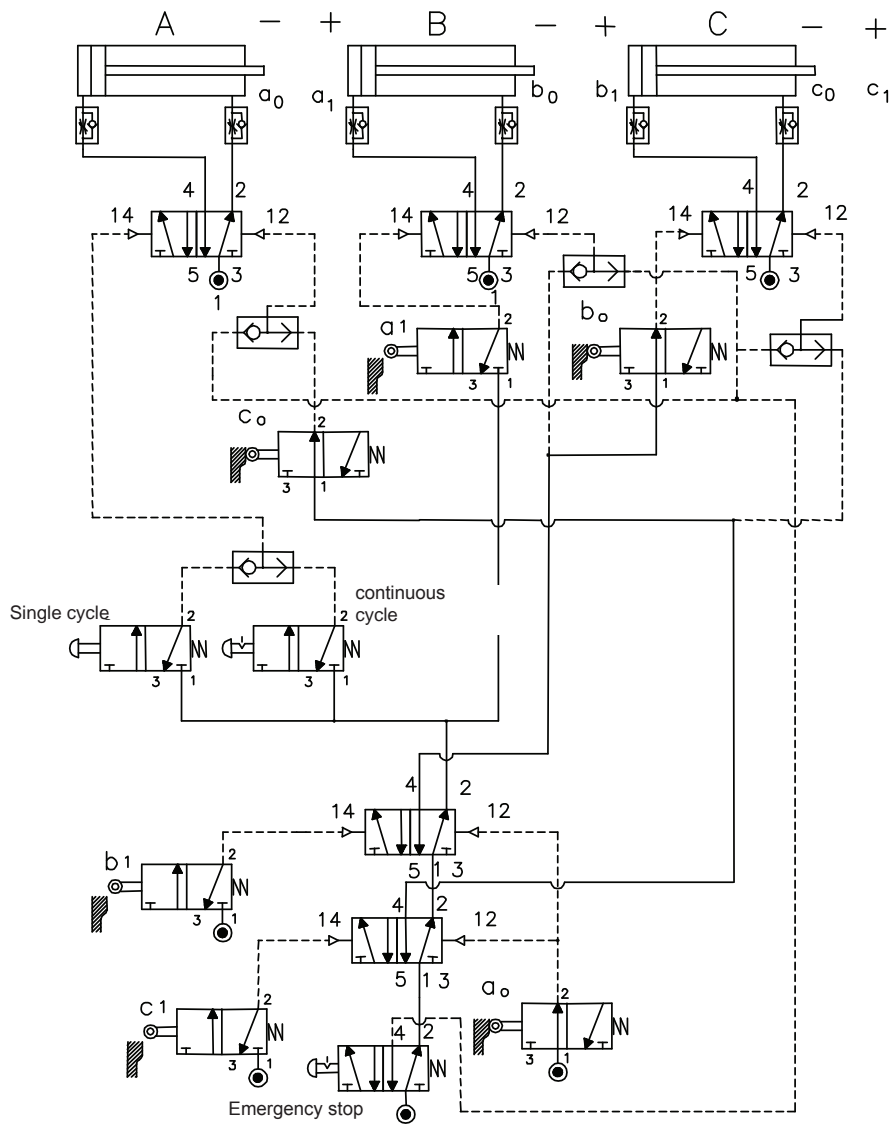 A − + B − + C − +
a0 a1 b0 b1 c0 c1
4 2 4 2 4 2
14 12 14 12 14 12
5 3 5 3 5 3
1 1
a1 2 b0 2
3 1 3 1
c0 2
3 1
continuous
cycle
Single cycle
2 2
3 1 3 1
4 2
14 12
b1 2
5 1 3
3 1
4 2
14 12
5 1 3
c1 2 a0 2
4 2
3 1 3 1
Emergency stop